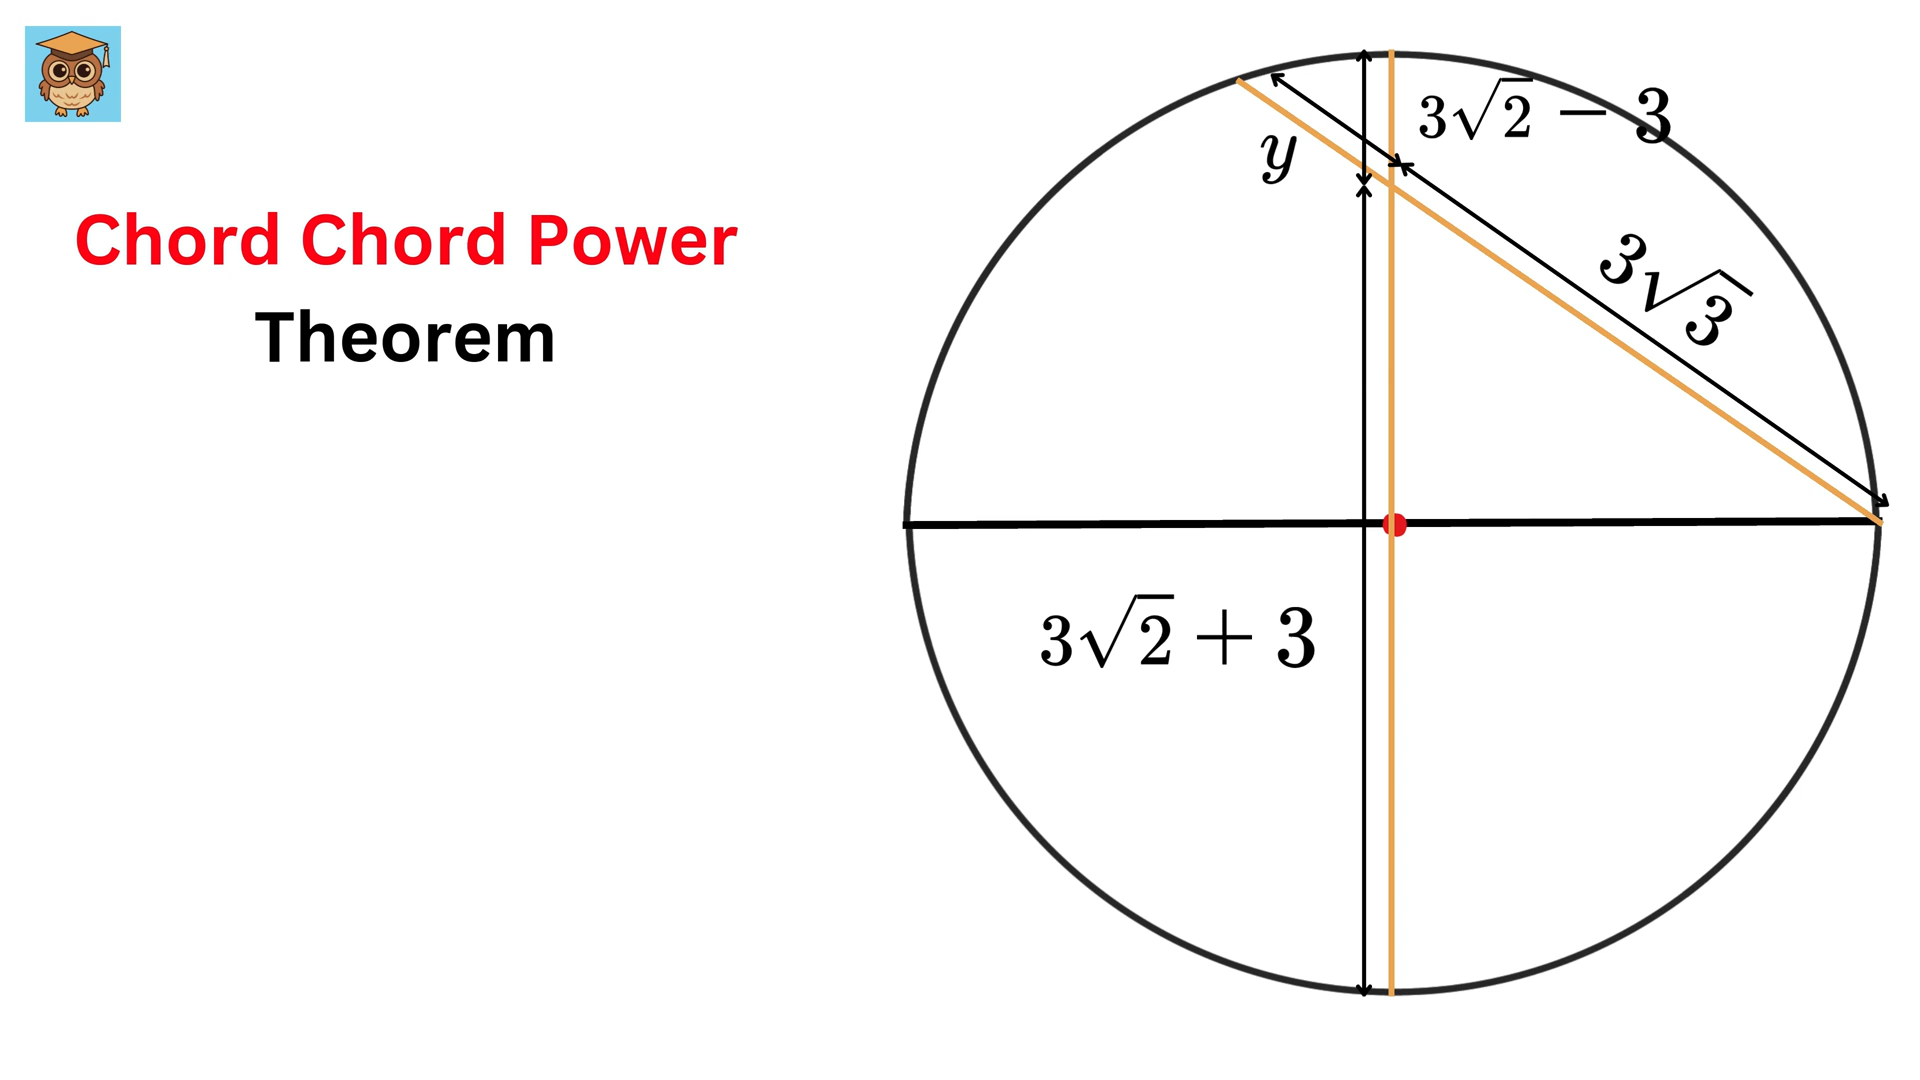 Chord Chord Power
Theorem
3√2 − 3
y
3√3
3√2 + 3